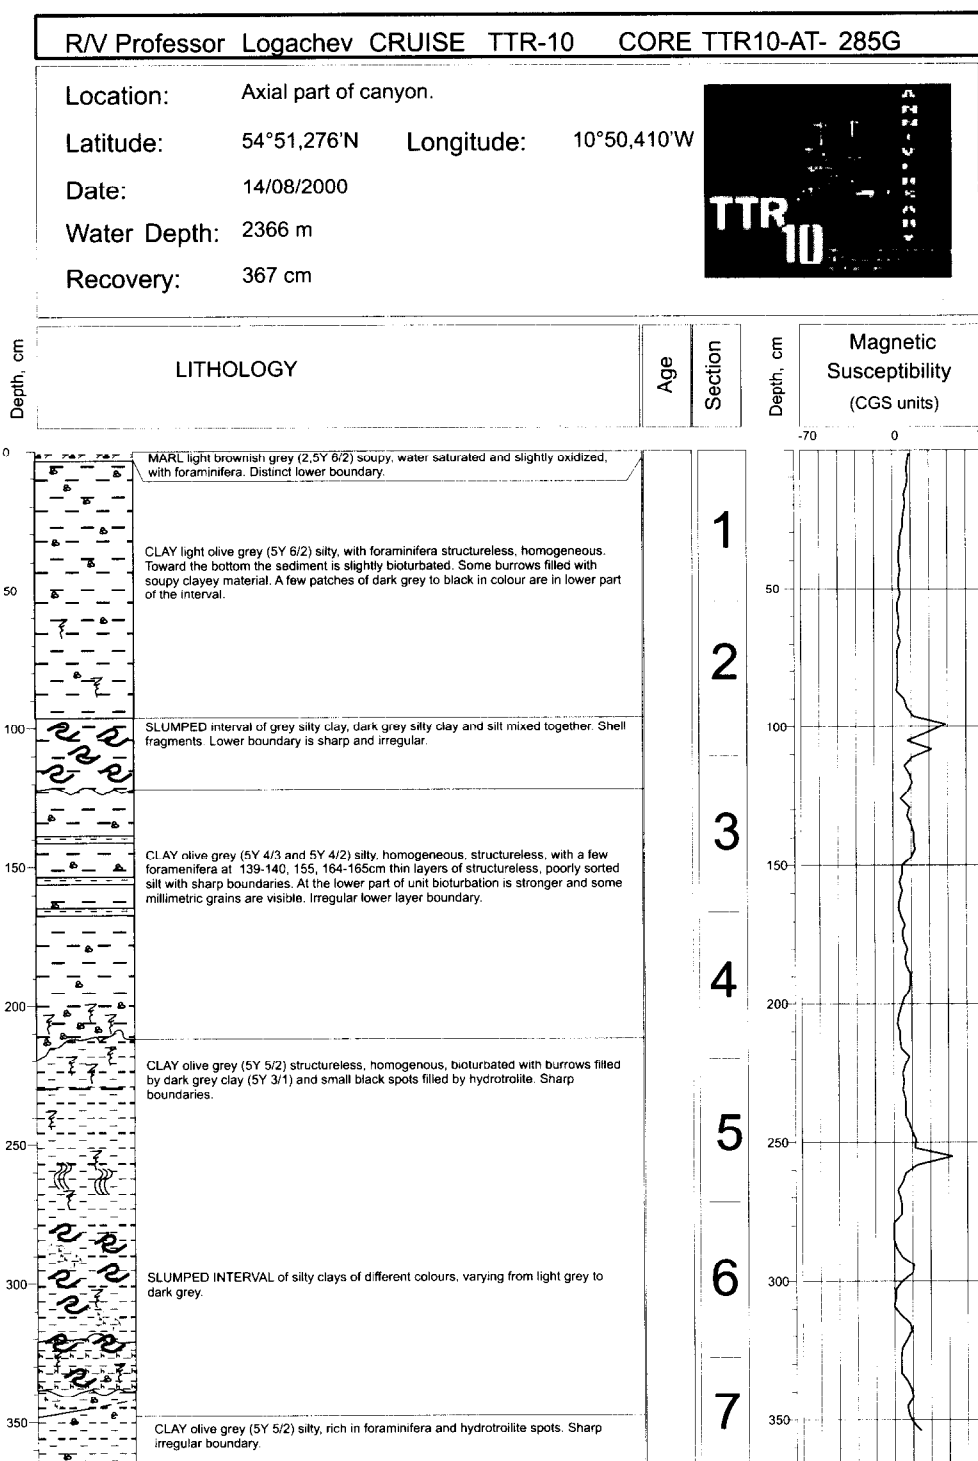 R/V Professor Logachev CRUISE TTR-10 CORE TTR10-AT- 285G
Location: Axial part of canyon.
Latitude: 54°51,276'N Longitude: 10°50,410'W
Date: 14/08/2000
Water Depth: 2366 m
Recovery: 367 cm
TTR
10
ANNIVERSARY
Depth, cm
LITHOLOGY
Age
Section
Depth, cm
Magnetic
Susceptibility
(CGS units)
-70 0
0
MARL light brownish grey (2,5Y 6/2) soupy, water saturated and slightly oxidized,
with foraminifera. Distinct lower boundary.
1
CLAY light olive grey (5Y 6/2) silty, with foraminifera structureless, homogeneous.
Toward the bottom the sediment is slightly bioturbated. Some burrows filled with
soupy clayey material. A few patches of dark grey to black in colour are in lower part
of the interval.
50
50
2
SLUMPED interval of grey silty clay, dark grey silty clay and silt mixed together. Shell
fragments. Lower boundary is sharp and irregular.
100
100
3
CLAY olive grey (5Y 4/3 and 5Y 4/2) silty, homogeneous, structureless, with a few
foramenifera at 139-140, 155, 164-165cm thin layers of structureless, poorly sorted
silt with sharp boundaries. At the lower part of unit bioturbation is stronger and some
millimetric grains are visible. Irregular lower layer boundary.
150
150
4
200
200
CLAY olive grey (5Y 5/2) structureless, homogenous, bioturbated with burrows filled
by dark grey clay (5Y 3/1) and small black spots filled by hydrotrolite. Sharp
boundaries.
5
250
250
SLUMPED INTERVAL of silty clays of different colours, varying from light grey to
dark grey.
6
300
300
7
350
350
CLAY olive grey (5Y 5/2) silty, rich in foraminifera and hydrotroilite spots. Sharp
irregular boundary.